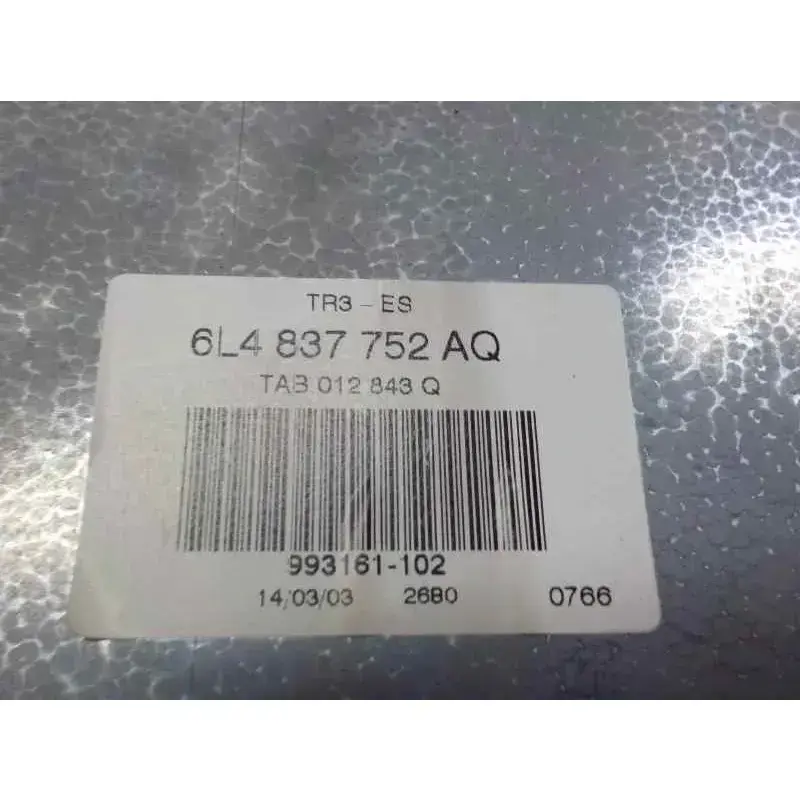 TR3 - ES
6L4 837 752 AQ
TAB 012 843 Q
993161-102
14/03/03 2680 0766